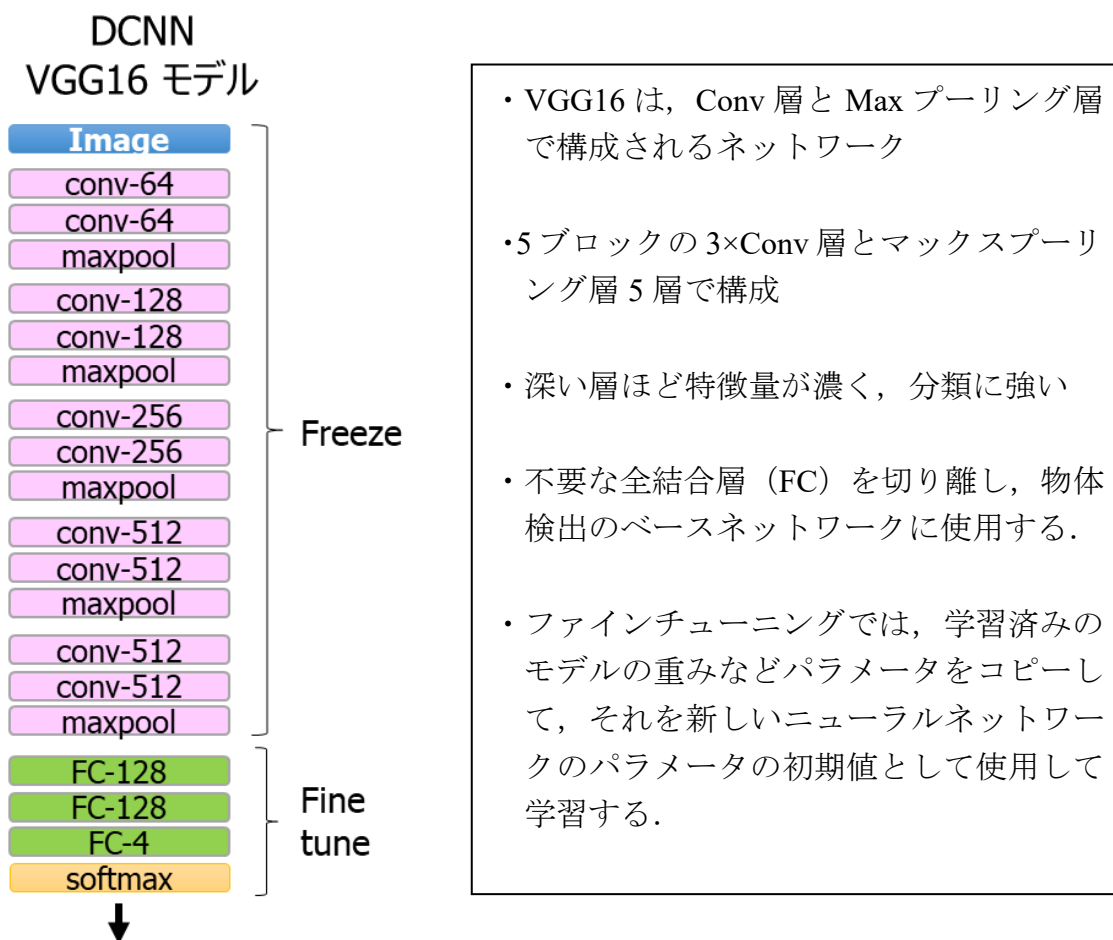 DCNN
VGG16 モデル
Image
conv-64
conv-64
maxpool
conv-128
conv-128
maxpool
conv-256
conv-256
maxpool
conv-512
conv-512
maxpool
conv-512
conv-512
maxpool
Freeze
FC-128
FC-128
FC-4
softmax
Fine
tune
・VGG16 は，Conv 層と Max プーリング層
で構成されるネットワーク
・5 ブロックの 3×Conv 層とマックスプーリ
ング層 5 層で構成
・深い層ほど特徴量が濃く，分類に強い
・不要な全結合層（FC）を切り離し，物体
検出のベースネットワークに使用する．
・ファインチューニングでは，学習済みの
モデルの重みなどパラメータをコピーし
て，それを新しいニューラルネットワー
クのパラメータの初期値として使用して
学習する．